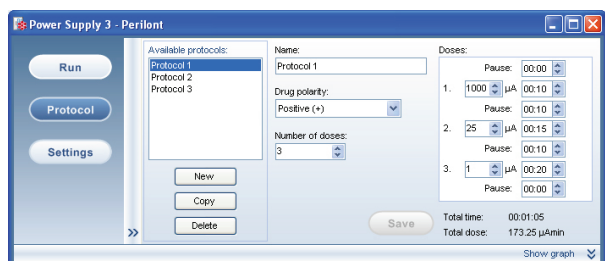 Power Supply 3 - Perilont
Run
Protocol
Settings
Available protocols:
Protocol 1
Protocol 2
Protocol 3
New
Copy
Delete
Name:
Protocol 1
Drug polarity:
Positive (+)
Number of doses:
3
Save
Doses:
Pause: 00:00
1. 1000 µA 00:10
Pause: 00:10
2. 25 µA 00:15
Pause: 00:10
3. 1 µA 00:20
Pause: 00:00
Total time: 00:01:05
Total dose: 173.25 µAmin
Show graph